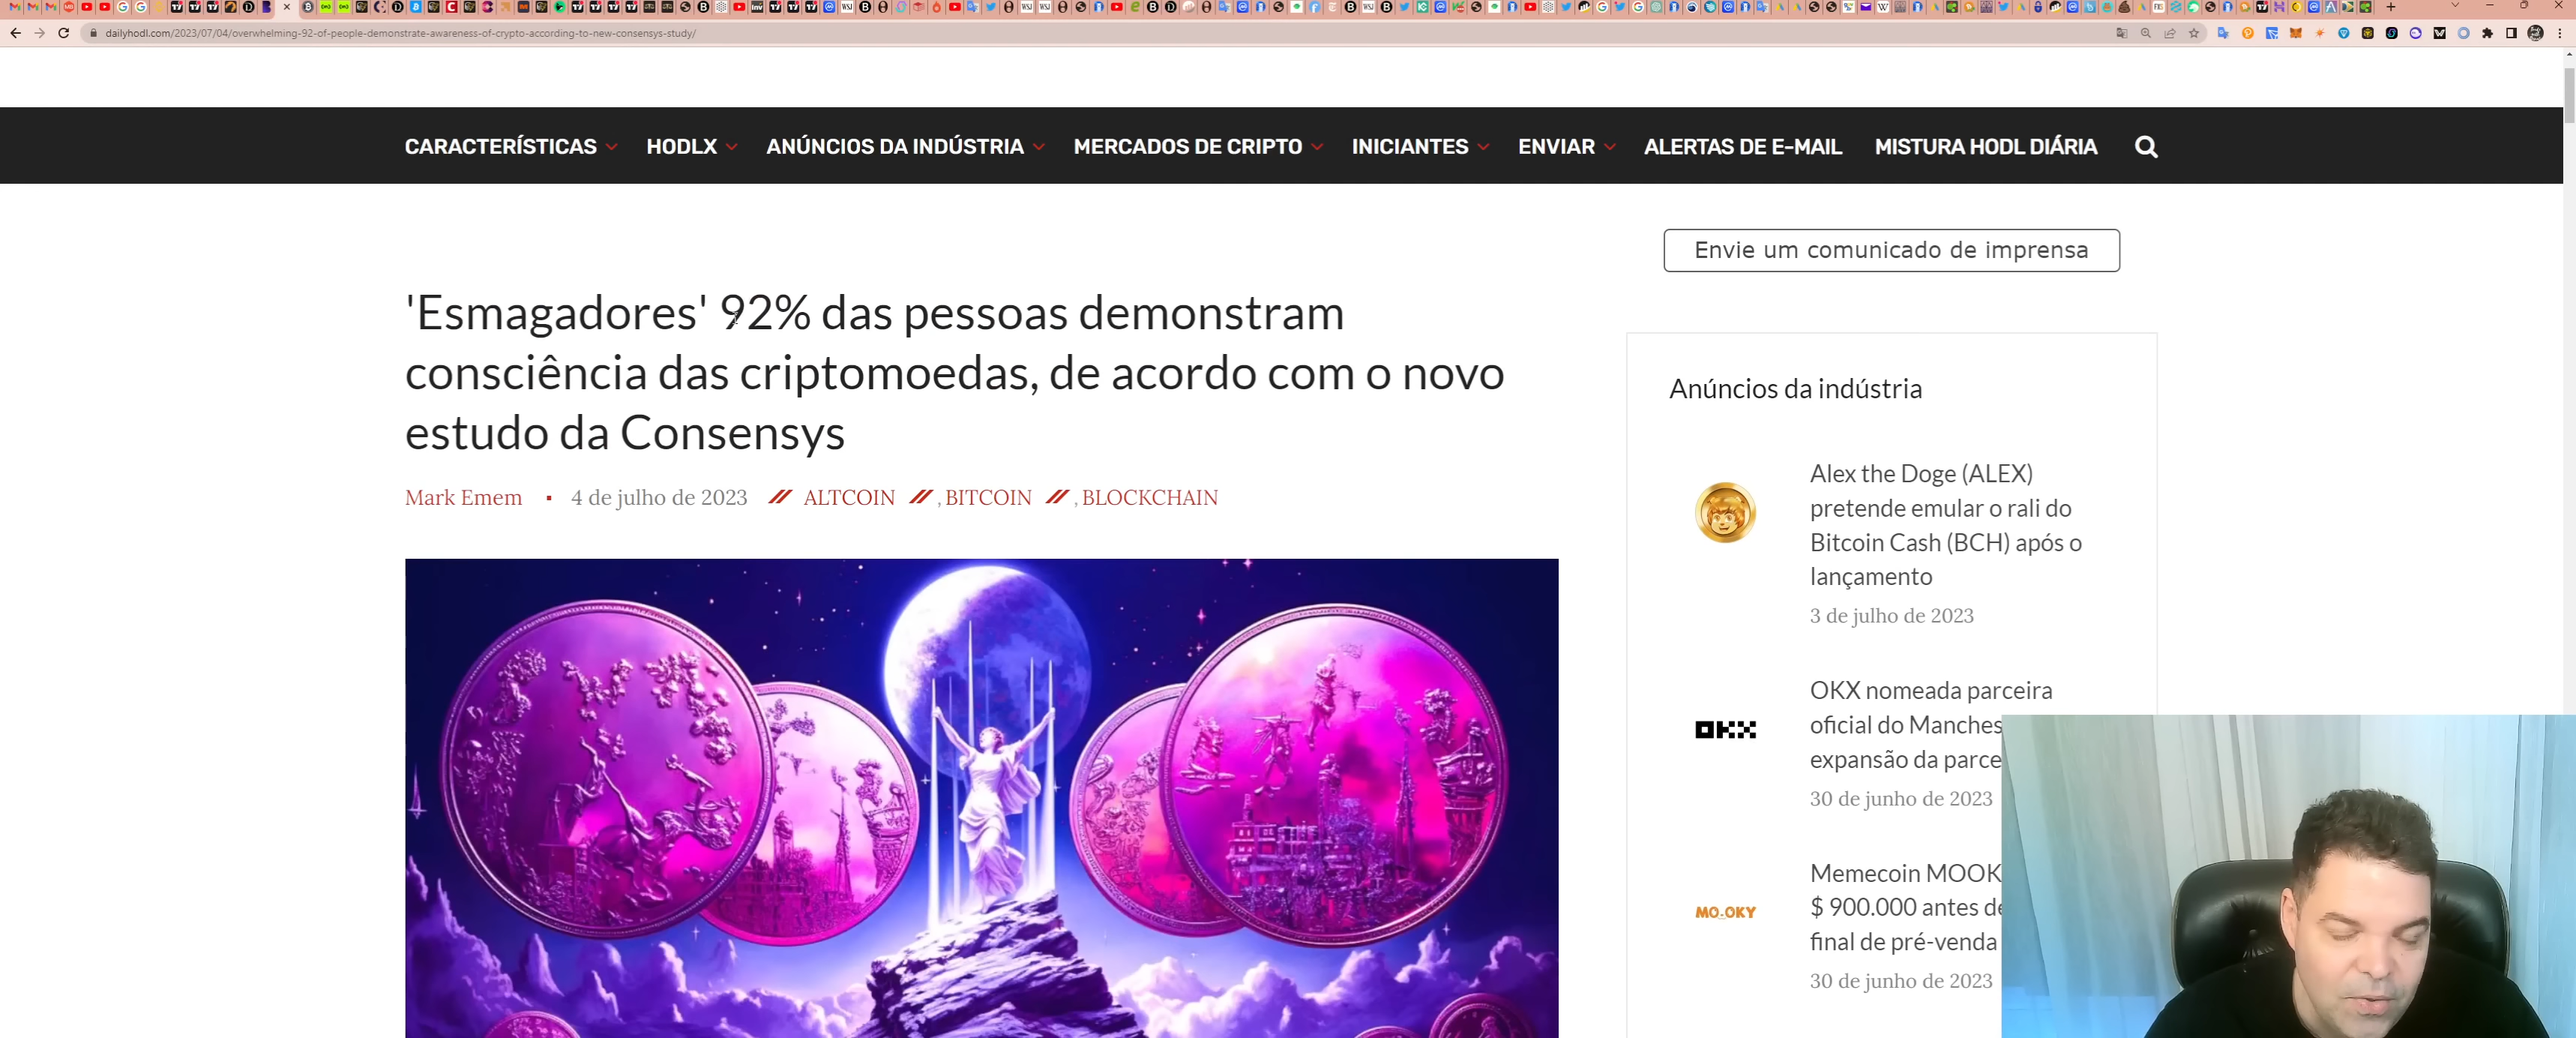 dailyhodl.com/2023/07/04/overwhelming-92-of-people-demonstrate-awareness-of-crypto-according-to-new-consensys-study/
CARACTERÍSTICAS HODLX ANÚNCIOS DA INDÚSTRIA MERCADOS DE CRIPTO INICIANTES ENVIAR ALERTAS DE E-MAIL MISTURA HODL DIÁRIA
Envie um comunicado de imprensa
'Esmagadores' 92% das pessoas demonstram
consciência das criptomoedas, de acordo com o novo
estudo da Consensys
Mark Emem ▪ 4 de julho de 2023 // ALTCOIN // , BITCOIN // , BLOCKCHAIN
Anúncios da indústria
Alex the Doge (ALEX)
pretende emular o rali do
Bitcoin Cash (BCH) após o
lançamento
3 de julho de 2023
OKX
OKX nomeada parceira
oficial do Manches
expansão da parce
30 de junho de 2023
MO_OKY
Memecoin MOOK
$ 900.000 antes de
final de pré-venda
30 de junho de 2023